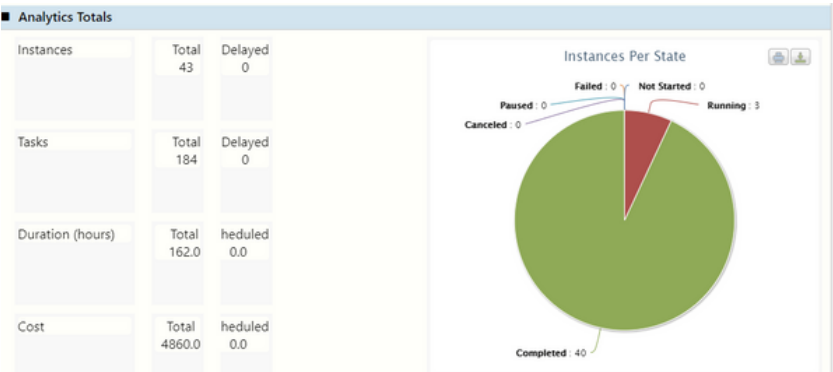 Analytics Totals
Instances Total Delayed
43 0
Tasks Total Delayed
184 0
Duration (hours) Total heduled
162.0 0.0
Cost Total heduled
4860.0 0.0
Instances Per State
Failed : 0 Not Started : 0
Paused : 0 Running : 3
Canceled : 0
Completed : 40